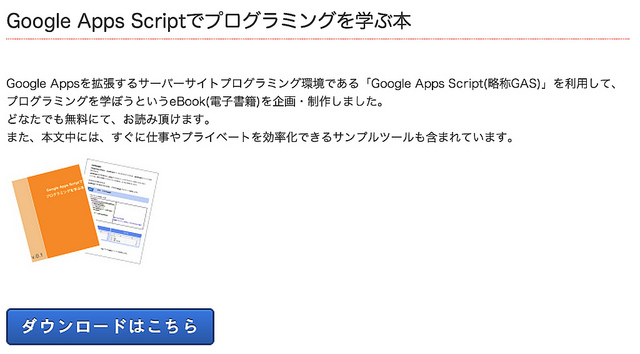 Google Apps Scriptでプログラミングを学ぶ本
Google Appsを拡張するサーバーサイトプログラミング環境である「Google Apps Script(略称GAS)」を利用して、
プログラミングを学ぼうというeBook(電子書籍)を企画・制作しました。
どなたでも無料にて、お読み頂けます。
また、本文中には、すぐに仕事やプライベートを効率化できるサンプルツールも含まれています。
Google Apps Scriptで
プログラミングを学ぶ本
v.0.1
ダウンロードはこちら